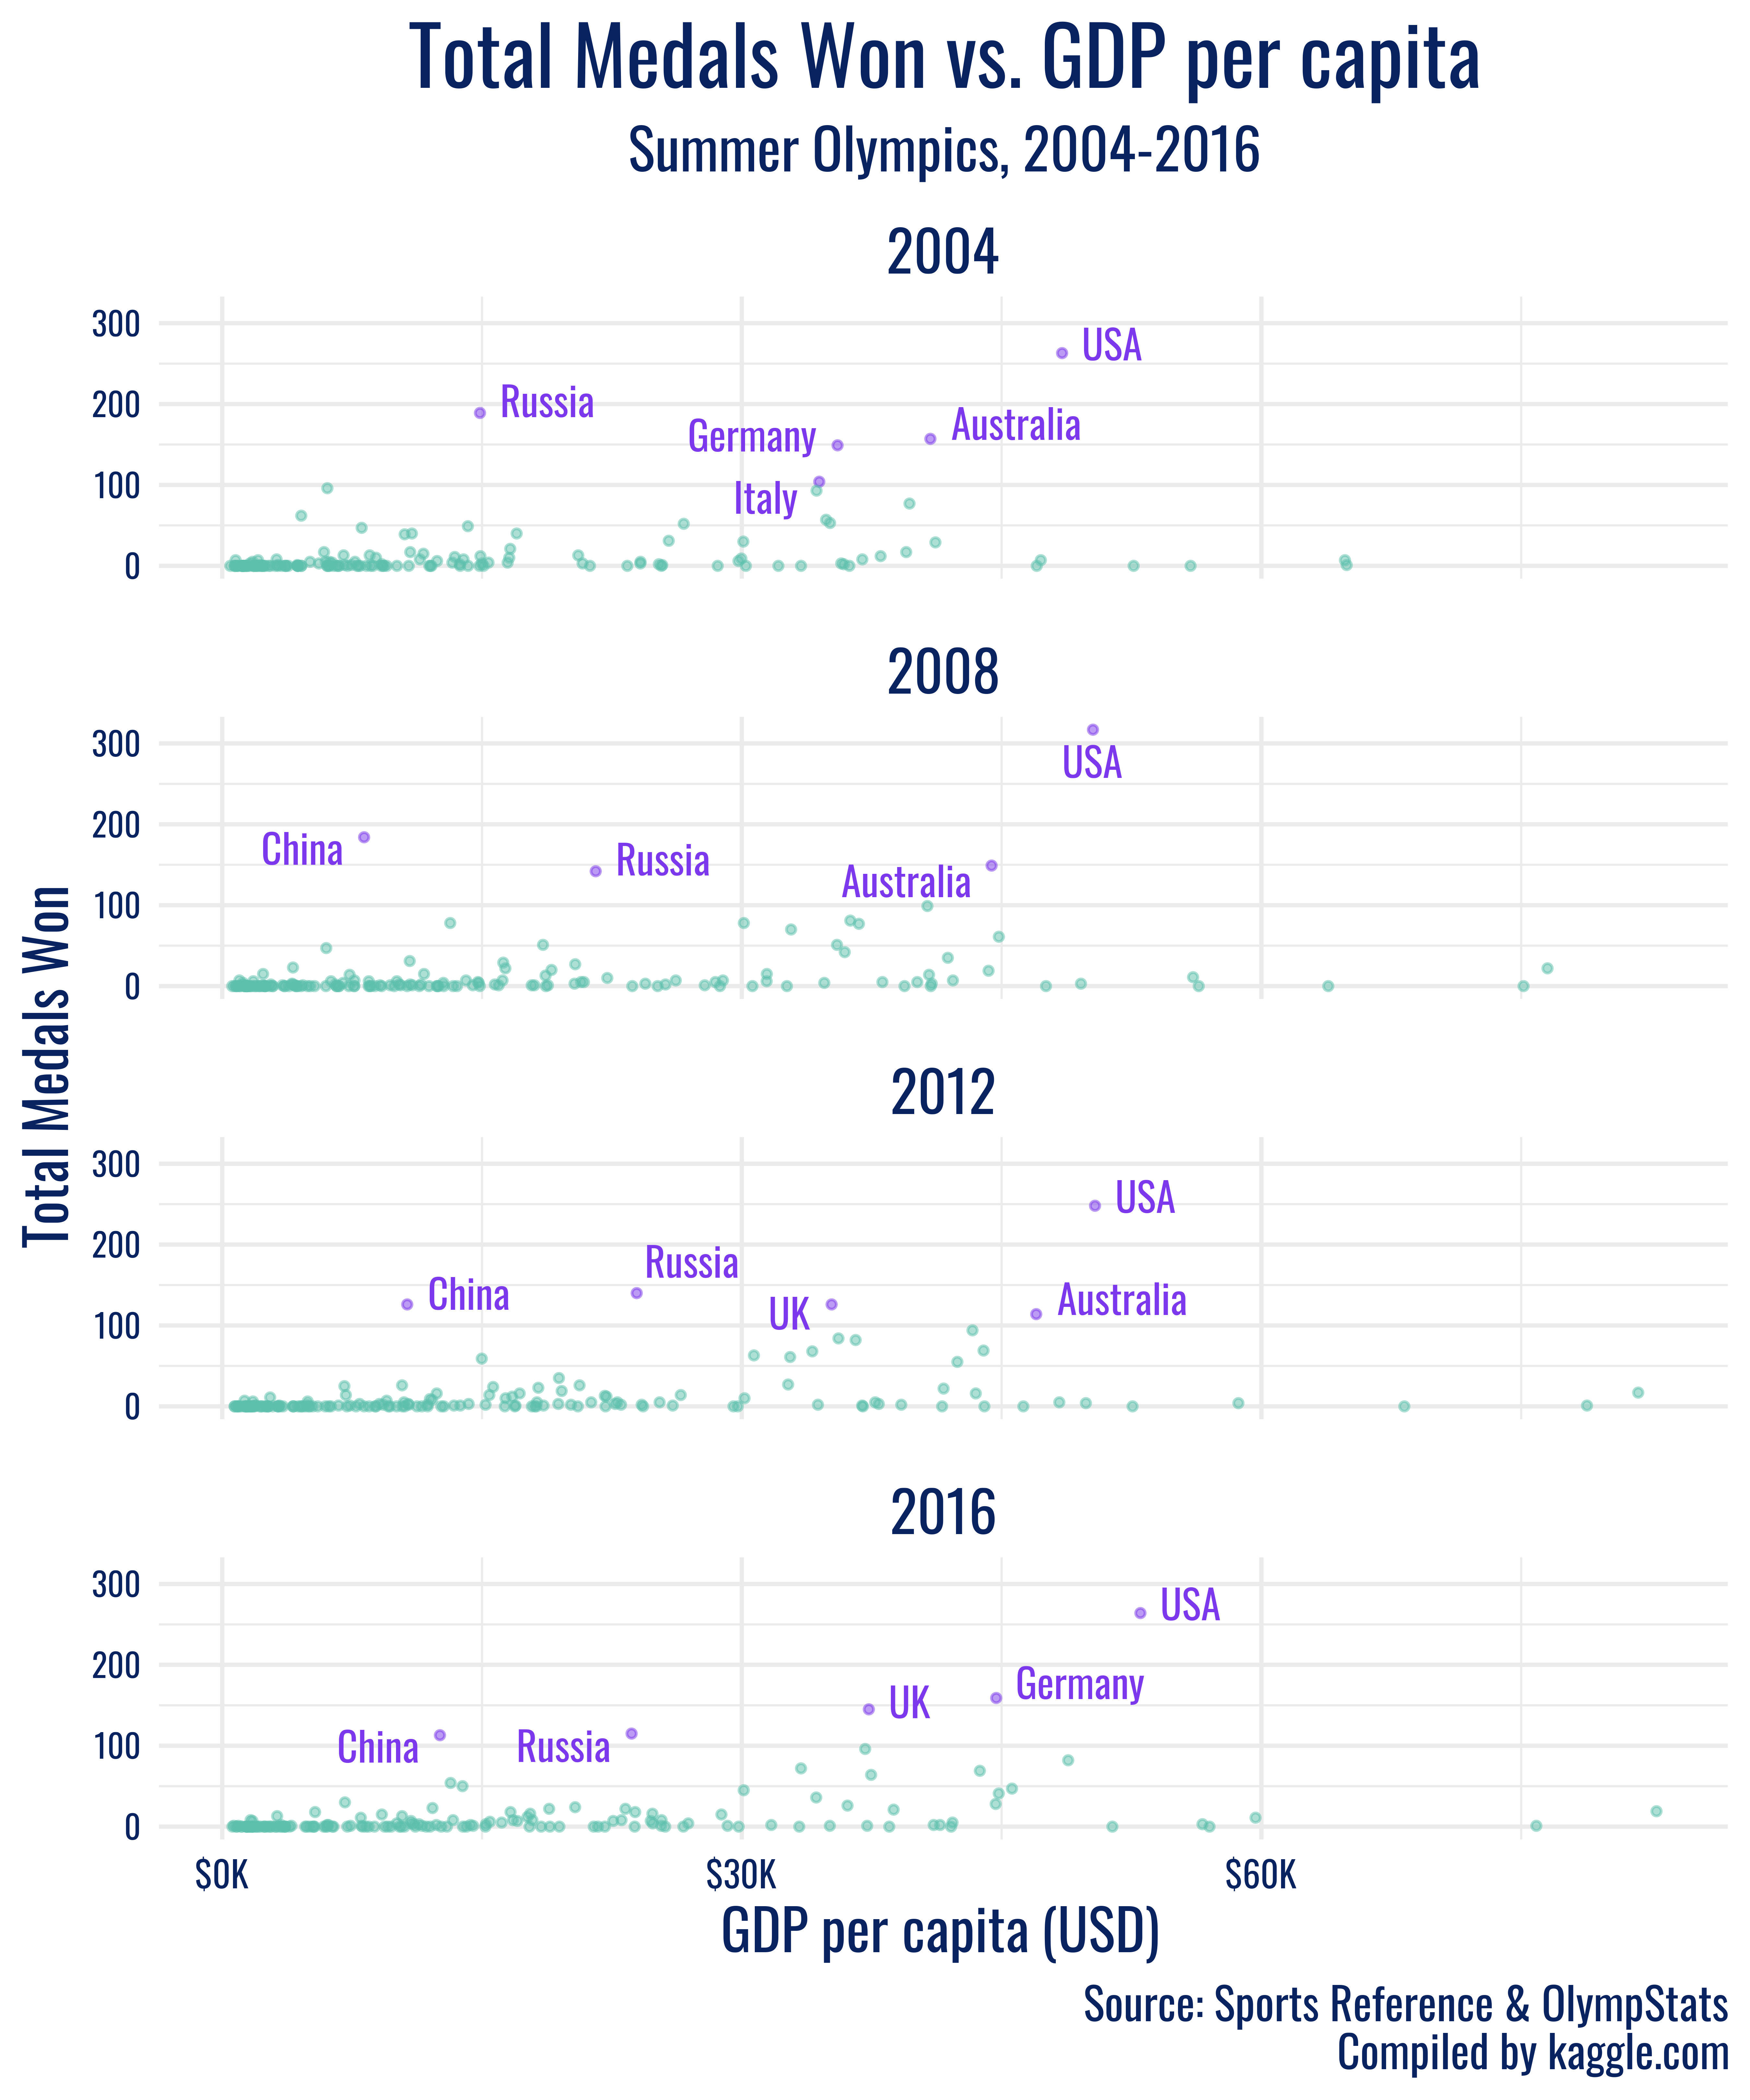 Total Medals Won vs. GDP per capita
Summer Olympics, 2004-2016
Total Medals Won
2004
300
200
100
0
USA
Russia
Australia
Germany
Italy
2008
300
200
100
0
USA
China
Russia
Australia
2012
300
200
100
0
USA
Russia
China
Australia
UK
2016
300
200
100
0
USA
Germany
UK
China
Russia
$0K
$30K
$60K
GDP per capita (USD)
Source: Sports Reference & OlympStats
Compiled by kaggle.com